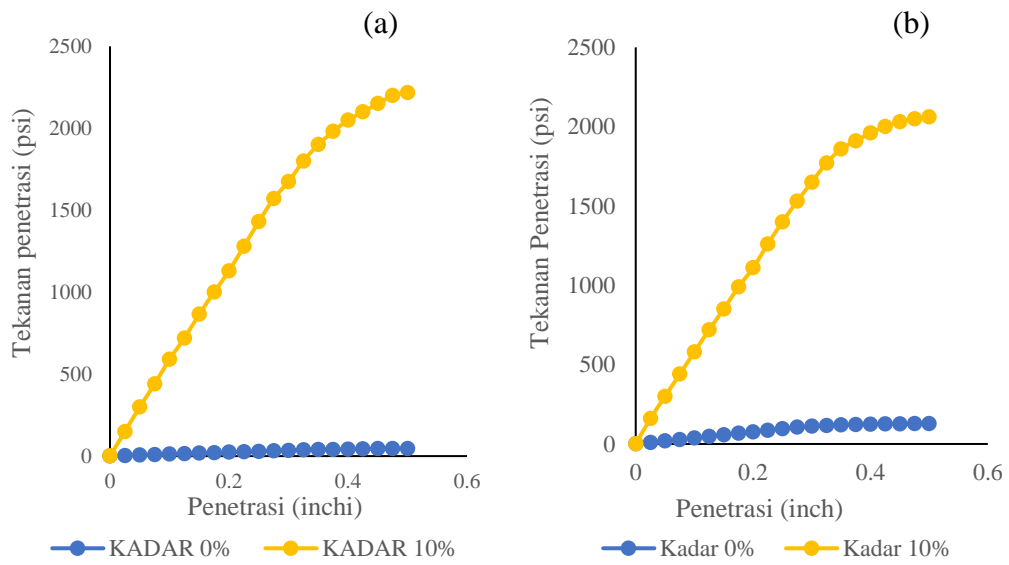 (a)
2500
2000
1500
1000
500
0
0
0.2
0.4
0.6
Tekanan penetrasi (psi)
Penetrasi (inchi)
KADAR 0%
KADAR 10%
(b)
2500
2000
1500
1000
500
0
0
0.2
0.4
0.6
Tekanan Penetrasi (psi)
Penetrasi (inch)
Kadar 0%
Kadar 10%